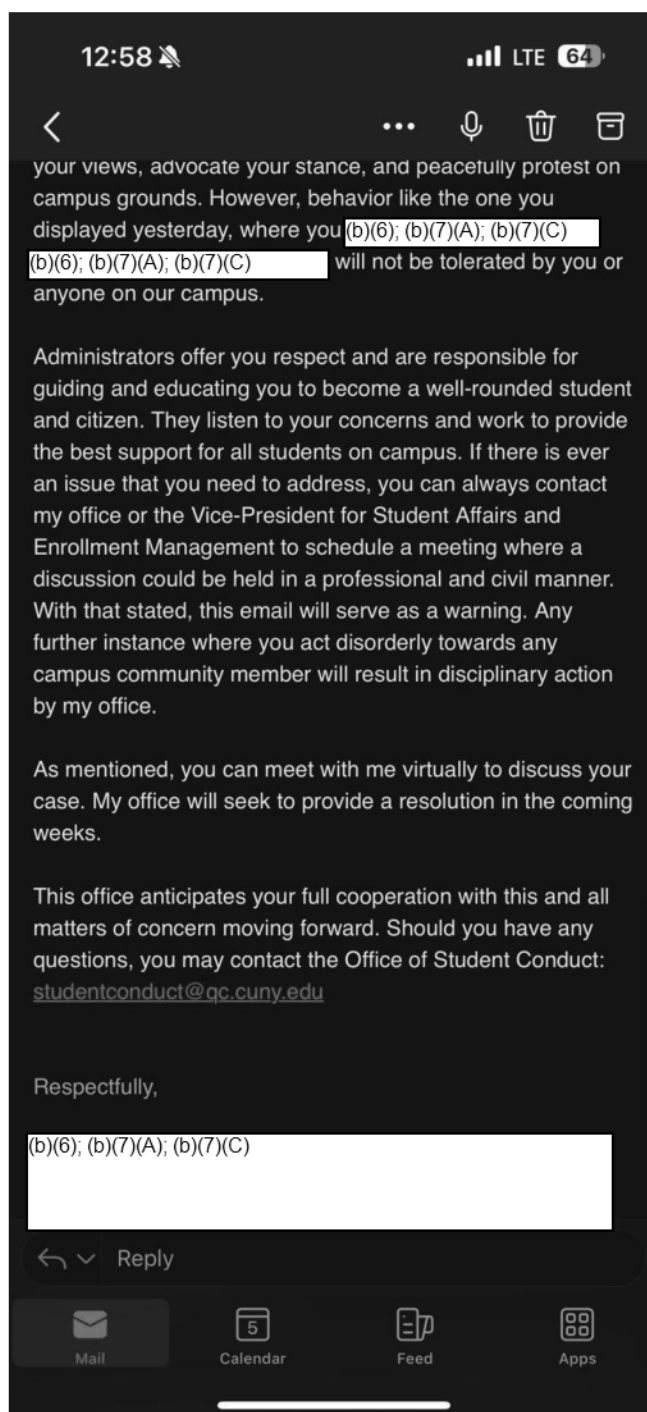 12:58
LTE 64
your views, advocate your stance, and peacefully protest on
campus grounds. However, behavior like the one you
displayed yesterday, where you (b)(6); (b)(7)(A); (b)(7)(C)
(b)(6); (b)(7)(A); (b)(7)(C) will not be tolerated by you or
anyone on our campus.
Administrators offer you respect and are responsible for
guiding and educating you to become a well-rounded student
and citizen. They listen to your concerns and work to provide
the best support for all students on campus. If there is ever
an issue that you need to address, you can always contact
my office or the Vice-President for Student Affairs and
Enrollment Management to schedule a meeting where a
discussion could be held in a professional and civil manner.
With that stated, this email will serve as a warning. Any
further instance where you act disorderly towards any
campus community member will result in disciplinary action
by my office.
As mentioned, you can meet with me virtually to discuss your
case. My office will seek to provide a resolution in the coming
weeks.
This office anticipates your full cooperation with this and all
matters of concern moving forward. Should you have any
questions, you may contact the Office of Student Conduct:
studentconduct@qc.cuny.edu
Respectfully,
(b)(6); (b)(7)(A); (b)(7)(C)
Reply
5
Mail Calendar Feed Apps